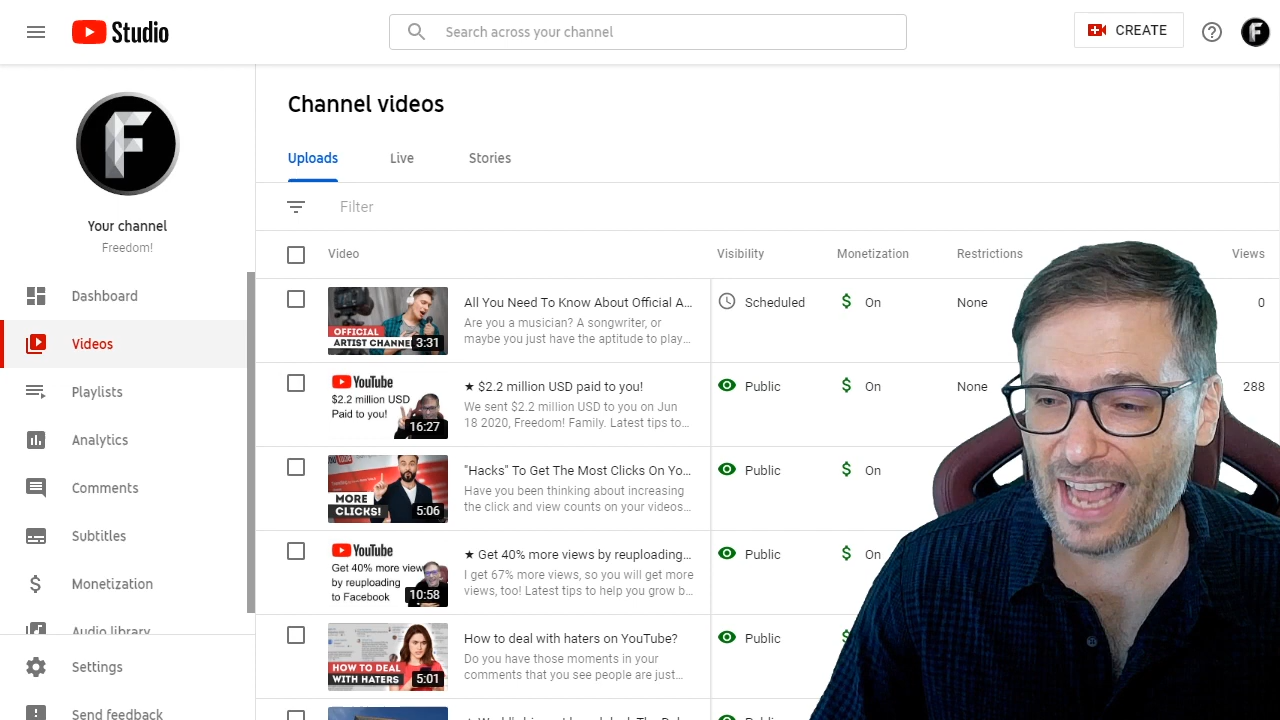 Studio
Search across your channel
CREATE
Your channel
Freedom!
Dashboard
Videos
Playlists
Analytics
Comments
Subtitles
Monetization
Audio library
Settings
Send feedback
Channel videos
Uploads Live Stories
Filter
Video Visibility Monetization Restrictions Views
OFFICIAL
ARTIST CHANNEL
3:31
All You Need To Know About Official A...
Are you a musician? A songwriter, or
maybe you just have the aptitude to play...
Scheduled $ On None 0
YouTube
$2.2 million USD
Paid to you!
16:27
★ $2.2 million USD paid to you!
We sent $2.2 million USD to you on Jun
18 2020, Freedom! Family. Latest tips to...
Public $ On None 288
MORE
CLICKS!
5:06
"Hacks" To Get The Most Clicks On Yo...
Have you been thinking about increasing
the click and view counts on your videos...
Public $ On
YouTube
Get 40% more views
by reuploading
to Facebook
10:58
★ Get 40% more views by reuploading...
I get 67% more views, so you will get more
views, too! Latest tips to help you grow b...
Public $ On
HOW TO DEAL
WITH HATERS
5:01
How to deal with haters on YouTube?
Do you have those moments in your
comments that you see people are just...
Public $